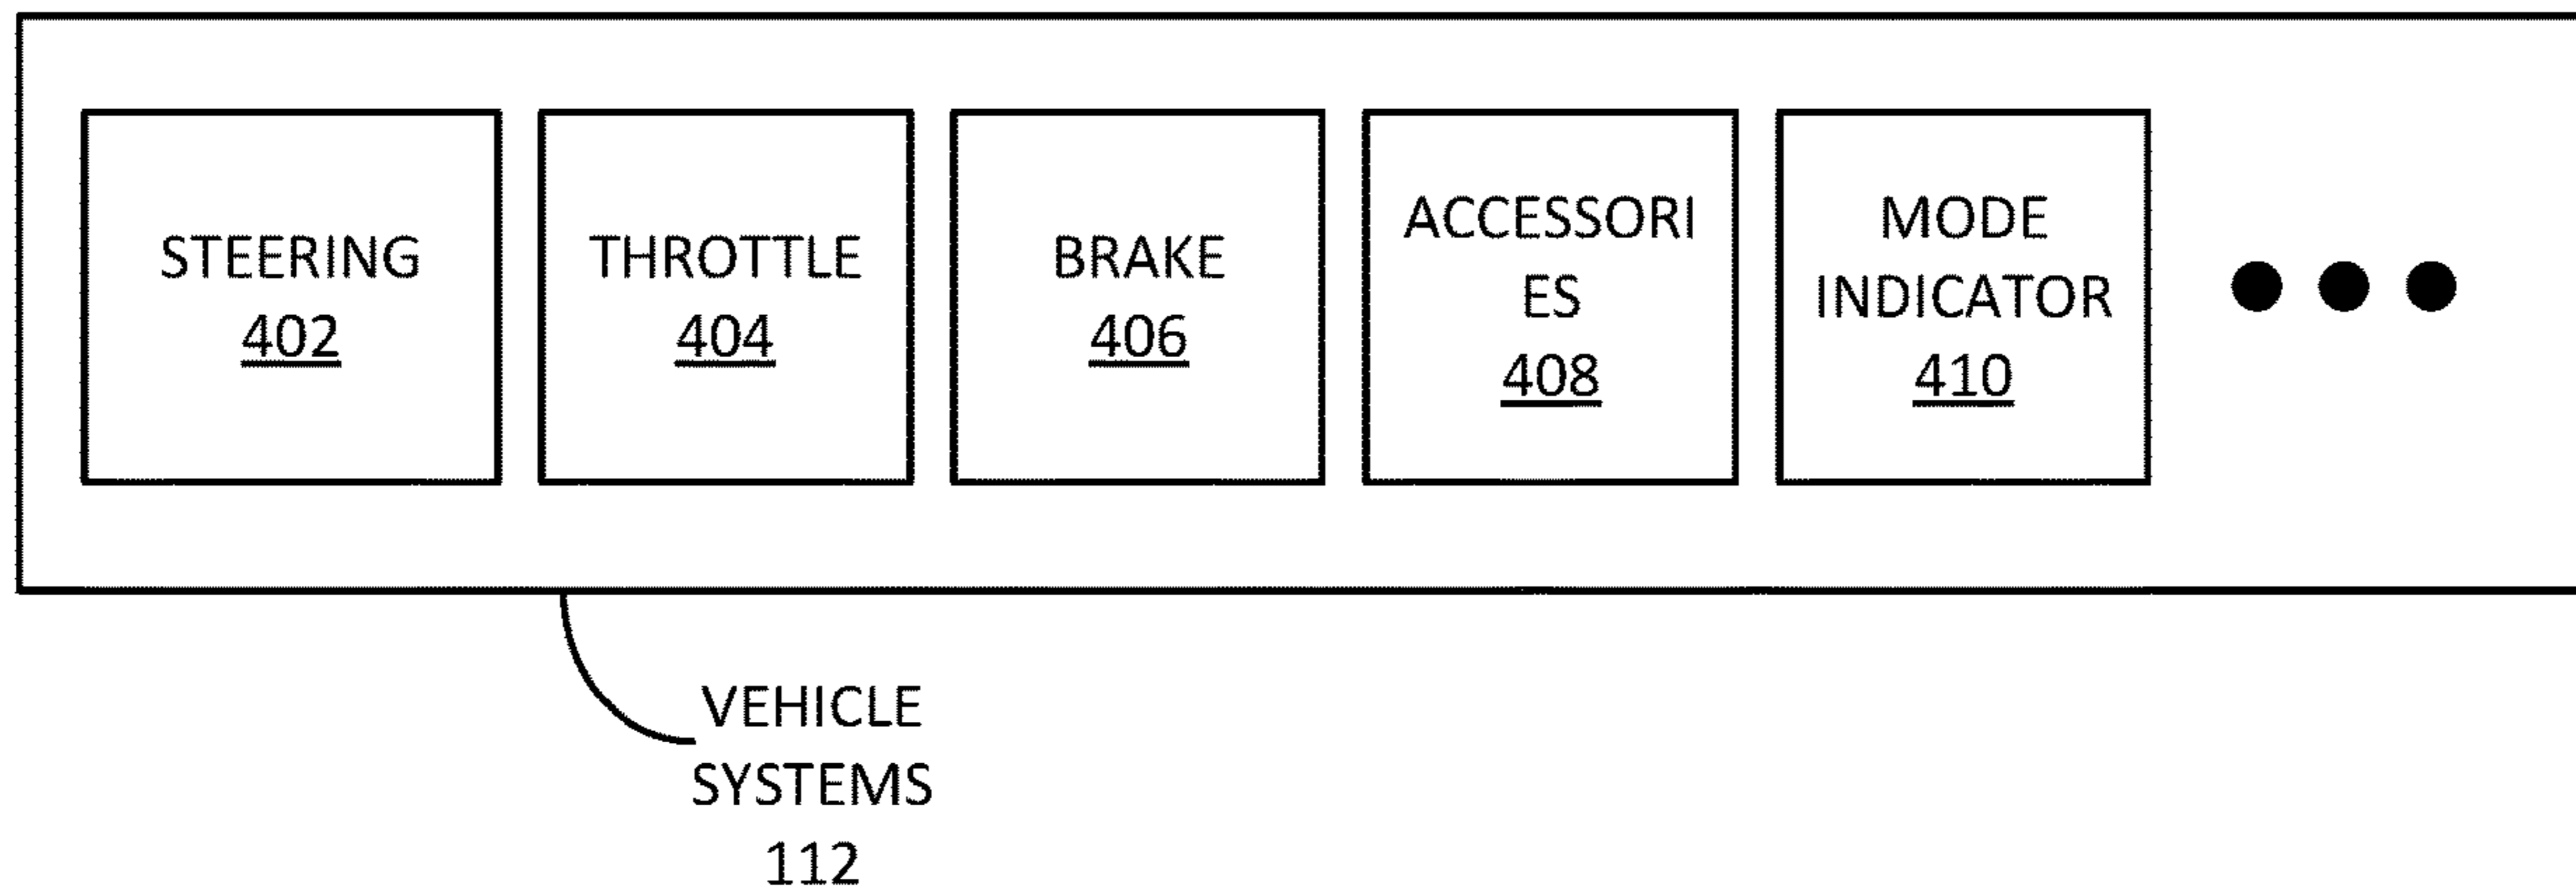 STEERING
402
THROTTLE
404
BRAKE
406
ACCESSORI
ES
408
MODE
INDICATOR
410
VEHICLE
SYSTEMS
112